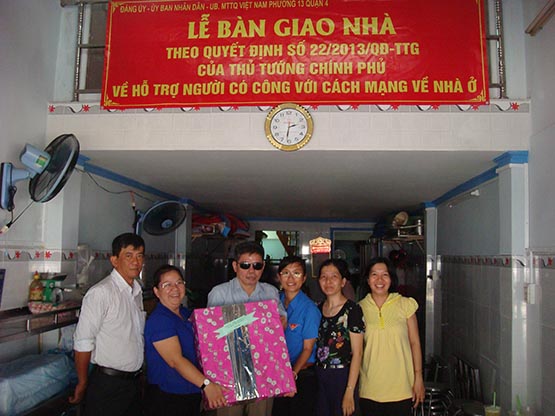 ĐẢNG ỦY - ỦY BAN NHÂN DÂN - UB. MTTQ VIỆT NAM PHƯỜNG 13 QUẬN 4
LỄ BÀN GIAO NHÀ
THEO QUYẾT ĐỊNH SỐ 22/2013/QĐ-TTG
CỦA THỦ TƯỚNG CHÍNH PHỦ
VỀ HỖ TRỢ NGƯỜI CÓ CÔNG VỚI CÁCH MẠNG VỀ NHÀ Ở